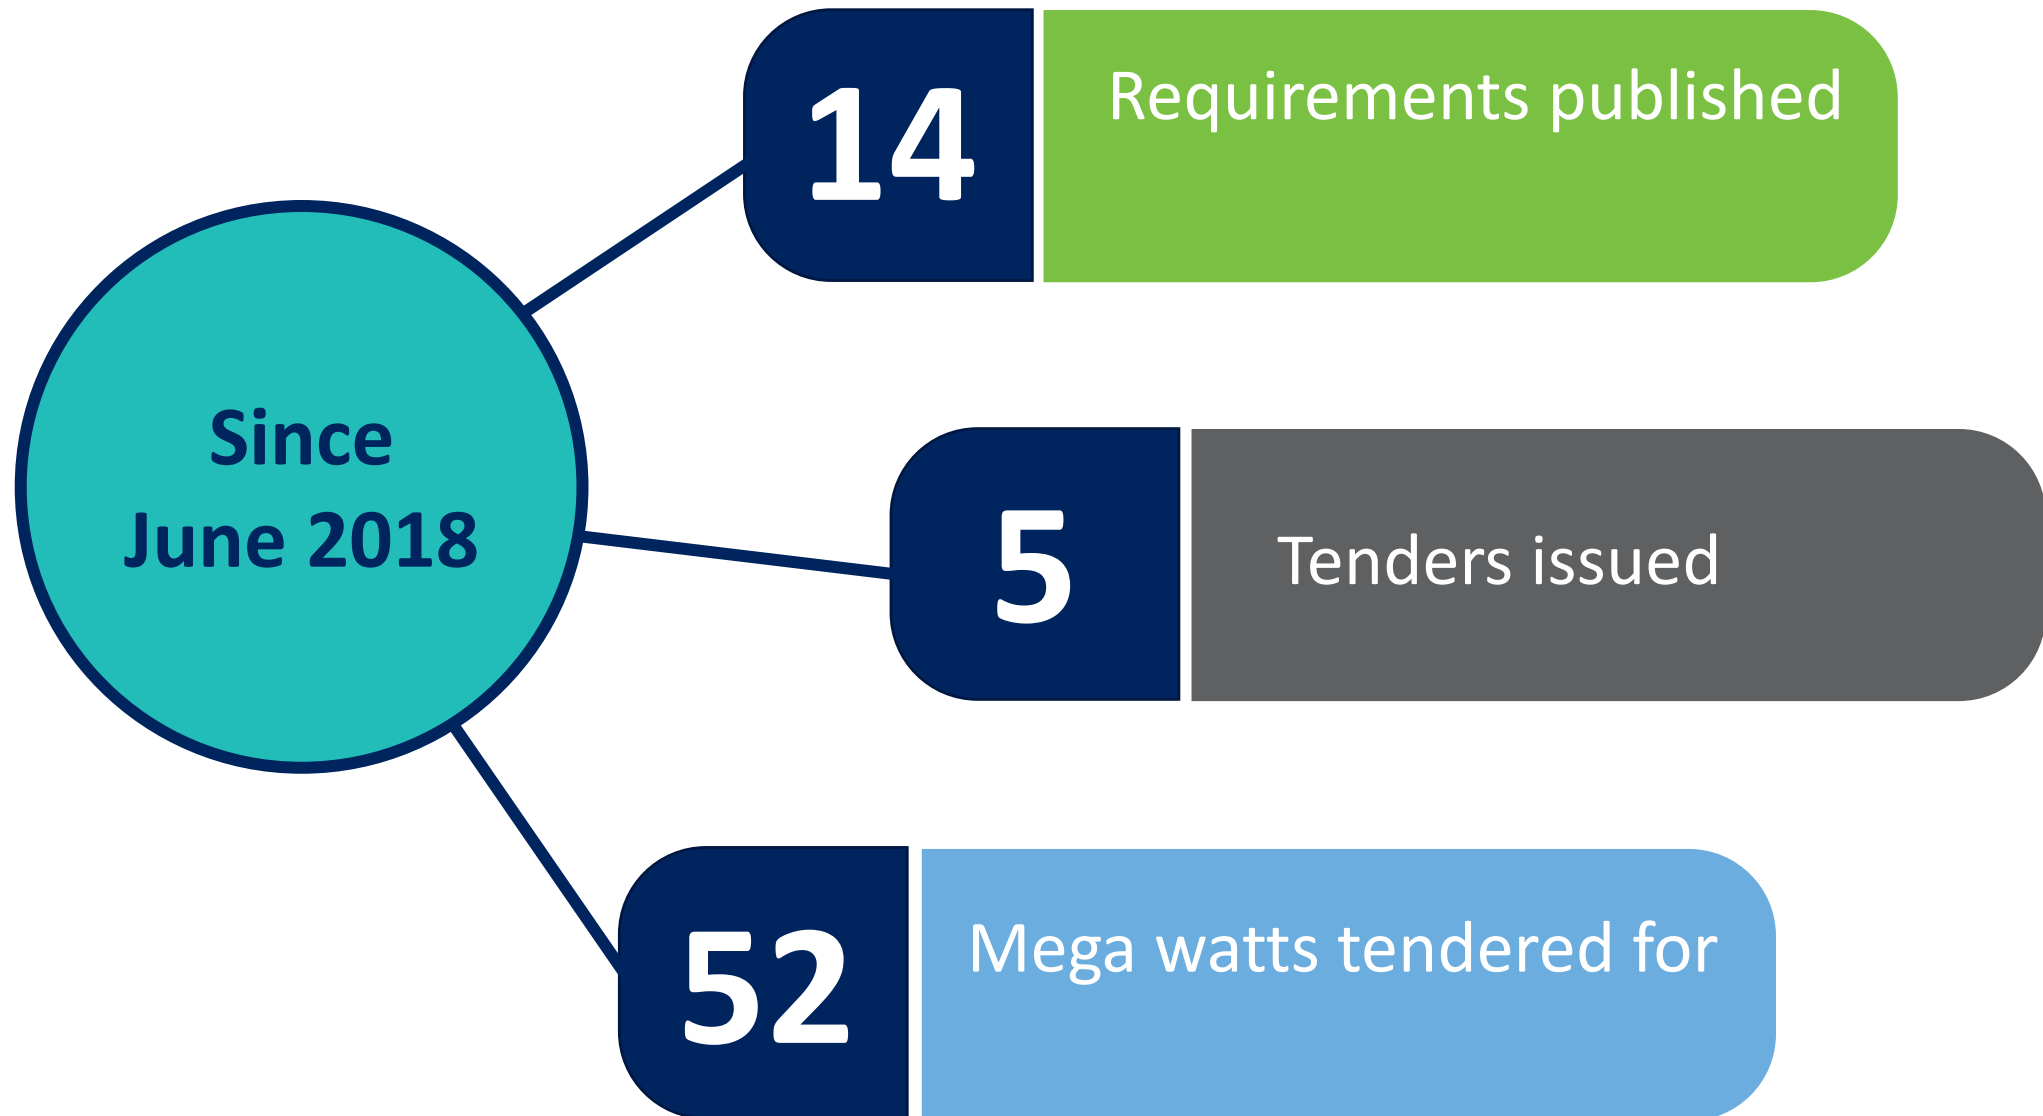 Since
June 2018
14
Requirements published
5
Tenders issued
52
Mega watts tendered for